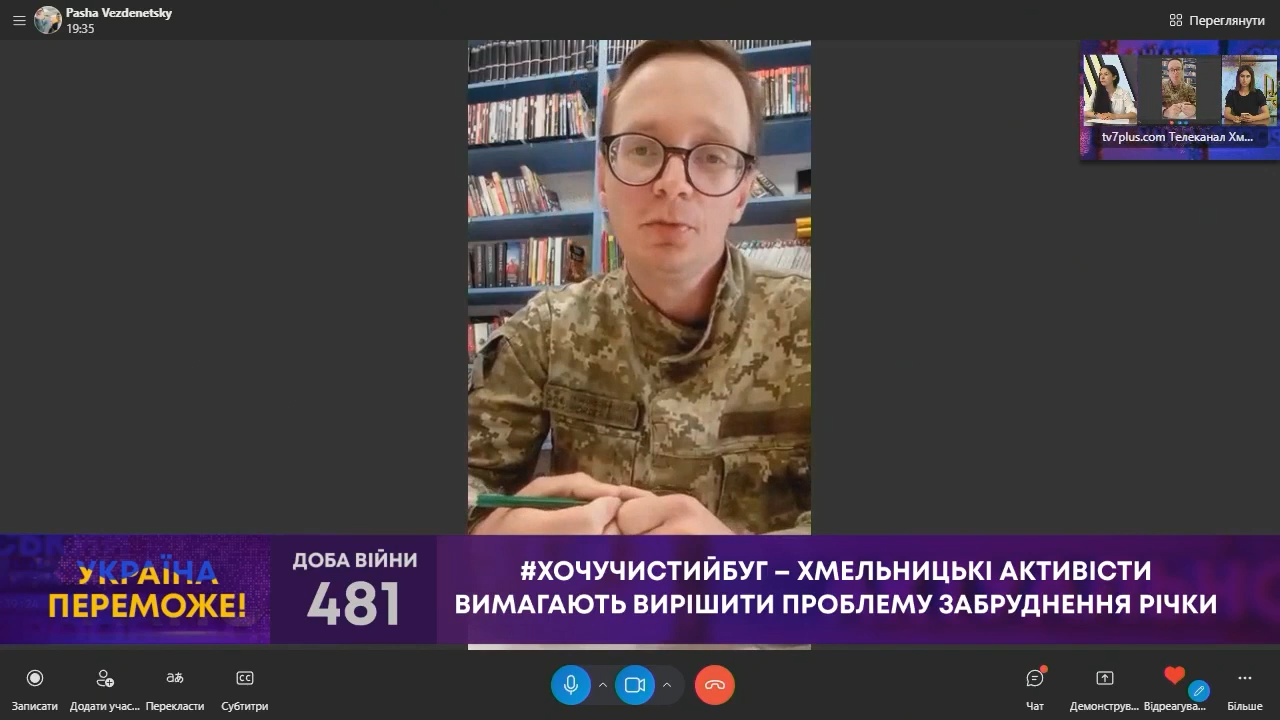 Pasha Vezdenetsky
19:35
Переглянути
tv7plus.com Телеканал Хм...
УКРАЇНА
ПЕРЕМОЖЕ!
ДОБА ВІЙНИ
481
#ХОЧУЧИСТИЙБУГ – ХМЕЛЬНИЦЬКІ АКТИВІСТИ
ВИМАГАЮТЬ ВИРІШИТИ ПРОБЛЕМУ ЗАБРУДНЕННЯ РІЧКИ
Записати
Додати учас...
Перекласти
Субтитри
Чат
Демонструв...
Відреагува...
Більше